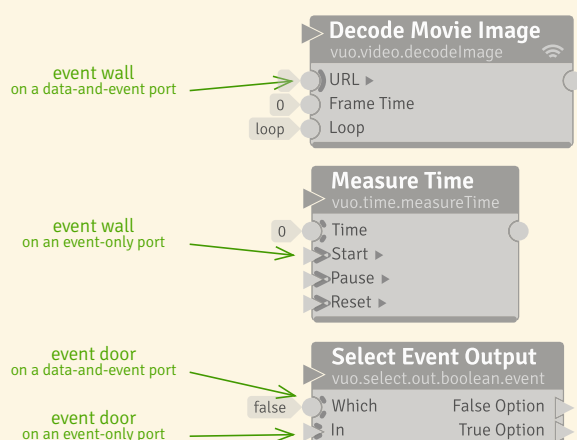 Decode Movie Image
vuo.video.decodeImage
event wall
on a data-and-event port
URL
0 Frame Time
loop Loop
Measure Time
vuo.time.measureTime
event wall
on an event-only port
0 Time
Start
Pause
Reset
event door
on a data-and-event port
Select Event Output
vuo.select.out.boolean.event
false Which False Option
event door
on an event-only port
In True Option